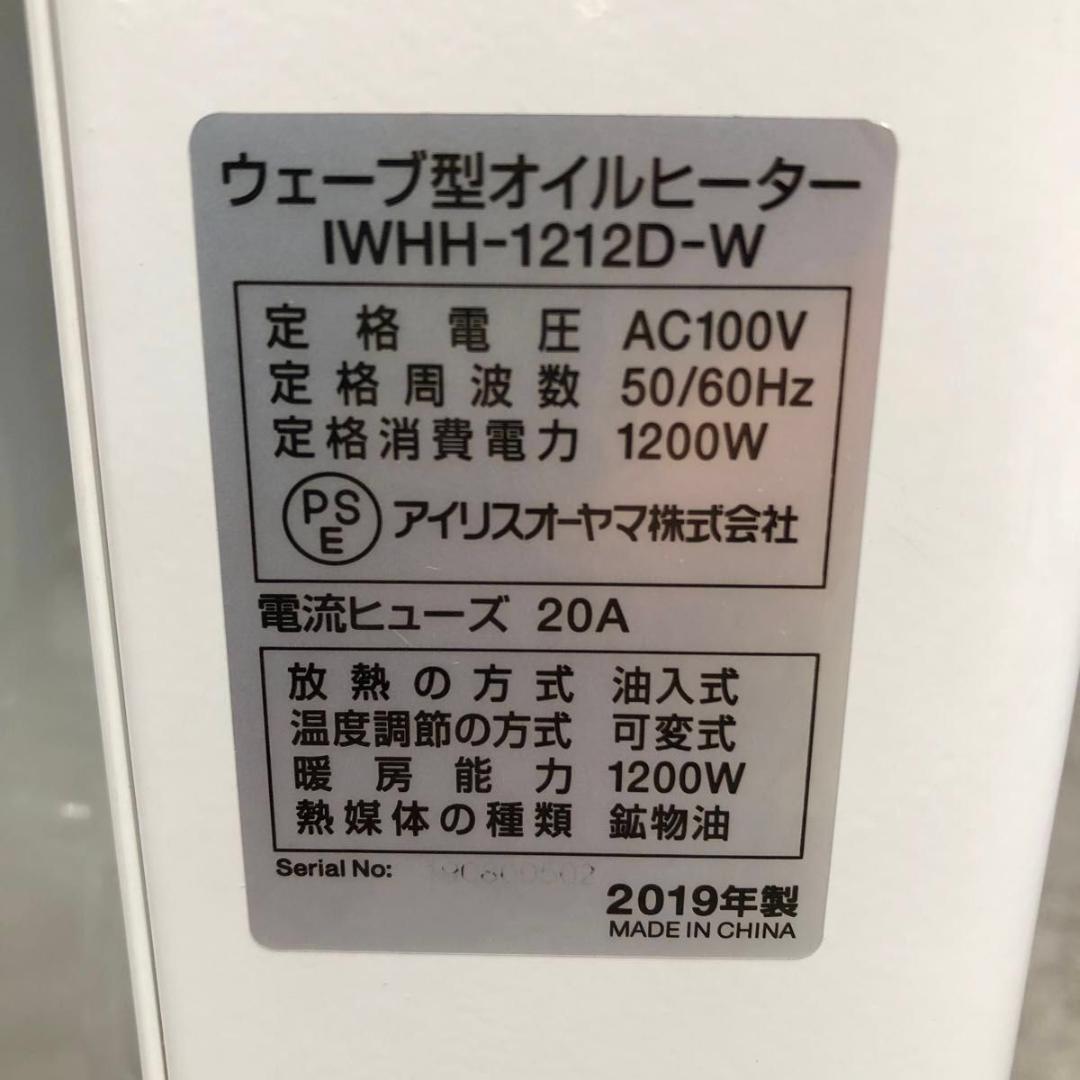 ウェーブ型オイルヒーター
IWHH-1212D-W
定格電圧 AC100V
定格周波数 50/60Hz
定格消費電力 1200W
PSE アイリスオーヤマ株式会社
電流ヒューズ 20A
放熱の方式 油入式
温度調節の方式 可変式
暖房能力 1200W
熱媒体の種類 鉱物油
Serial No:
2019年製
MADE IN CHINA